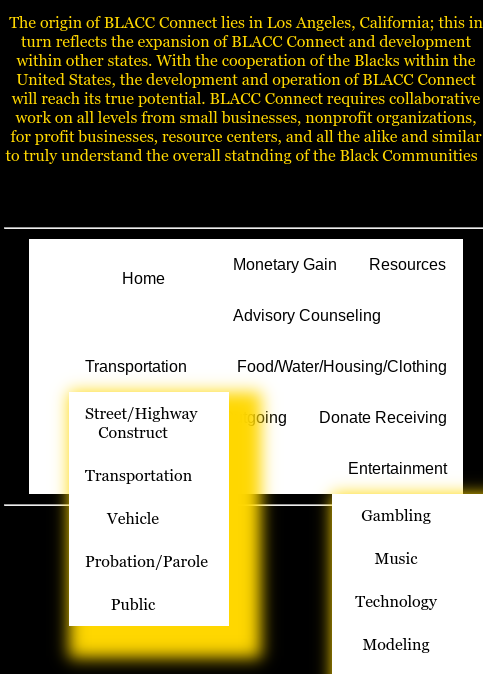 The origin of BLACC Connect lies in Los Angeles, California; this in
turn reflects the expansion of BLACC Connect and development
within other states. With the cooperation of the Blacks within the
United States, the development and operation of BLACC Connect
will reach its true potential. BLACC Connect requires collaborative
work on all levels from small businesses, nonprofit organizations,
for profit businesses, resource centers, and all the alike and similar
to truly understand the overall statnding of the Black Communities
Home
Monetary Gain Resources
Advisory Counseling
Transportation Food/Water/Housing/Clothing
Donate Receiving
Entertainment
Street/Highway
Construct
Transportation
Vehicle
Probation/Parole
Public
Gambling
Music
Technology
Modeling